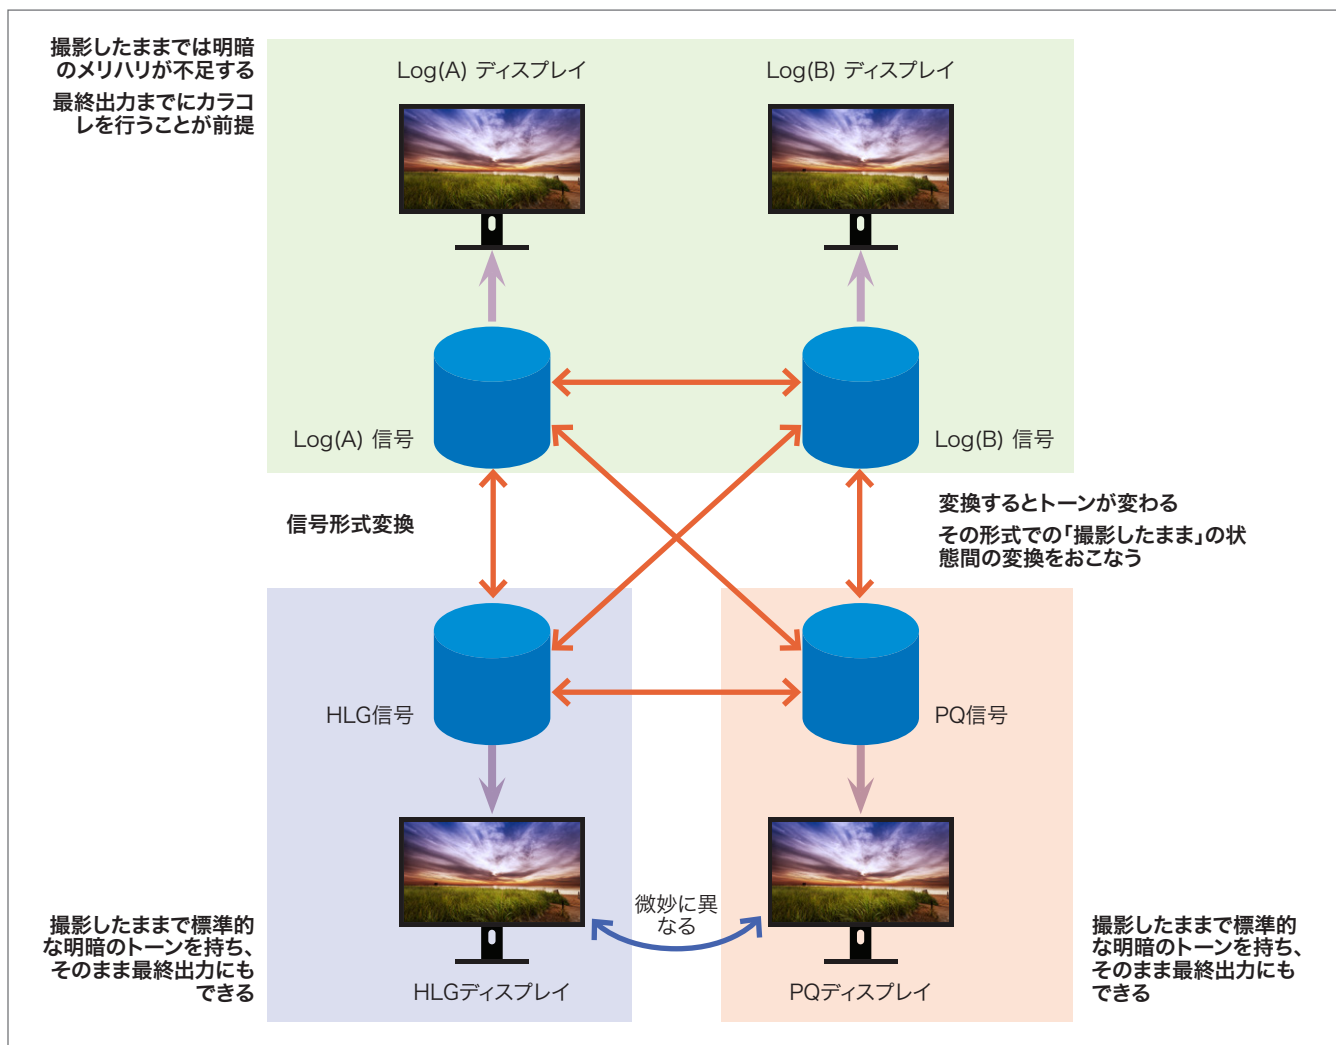 撮影したままでは明暗
のメリハリが不足する
最終出力までにカラコ
レを行うことが前提
Log(A) ディスプレイ
Log(B) ディスプレイ
Log(A) 信号
Log(B) 信号
信号形式変換
変換するとトーンが変わる
その形式での「撮影したまま」の状
態間の変換をおこなう
HLG信号
PQ信号
微妙に異
なる
撮影したままで標準的
な明暗のトーンを持ち、
そのまま最終出力にも
できる
HLGディスプレイ
PQディスプレイ
撮影したままで標準的
な明暗のトーンを持ち、
そのまま最終出力にも
できる